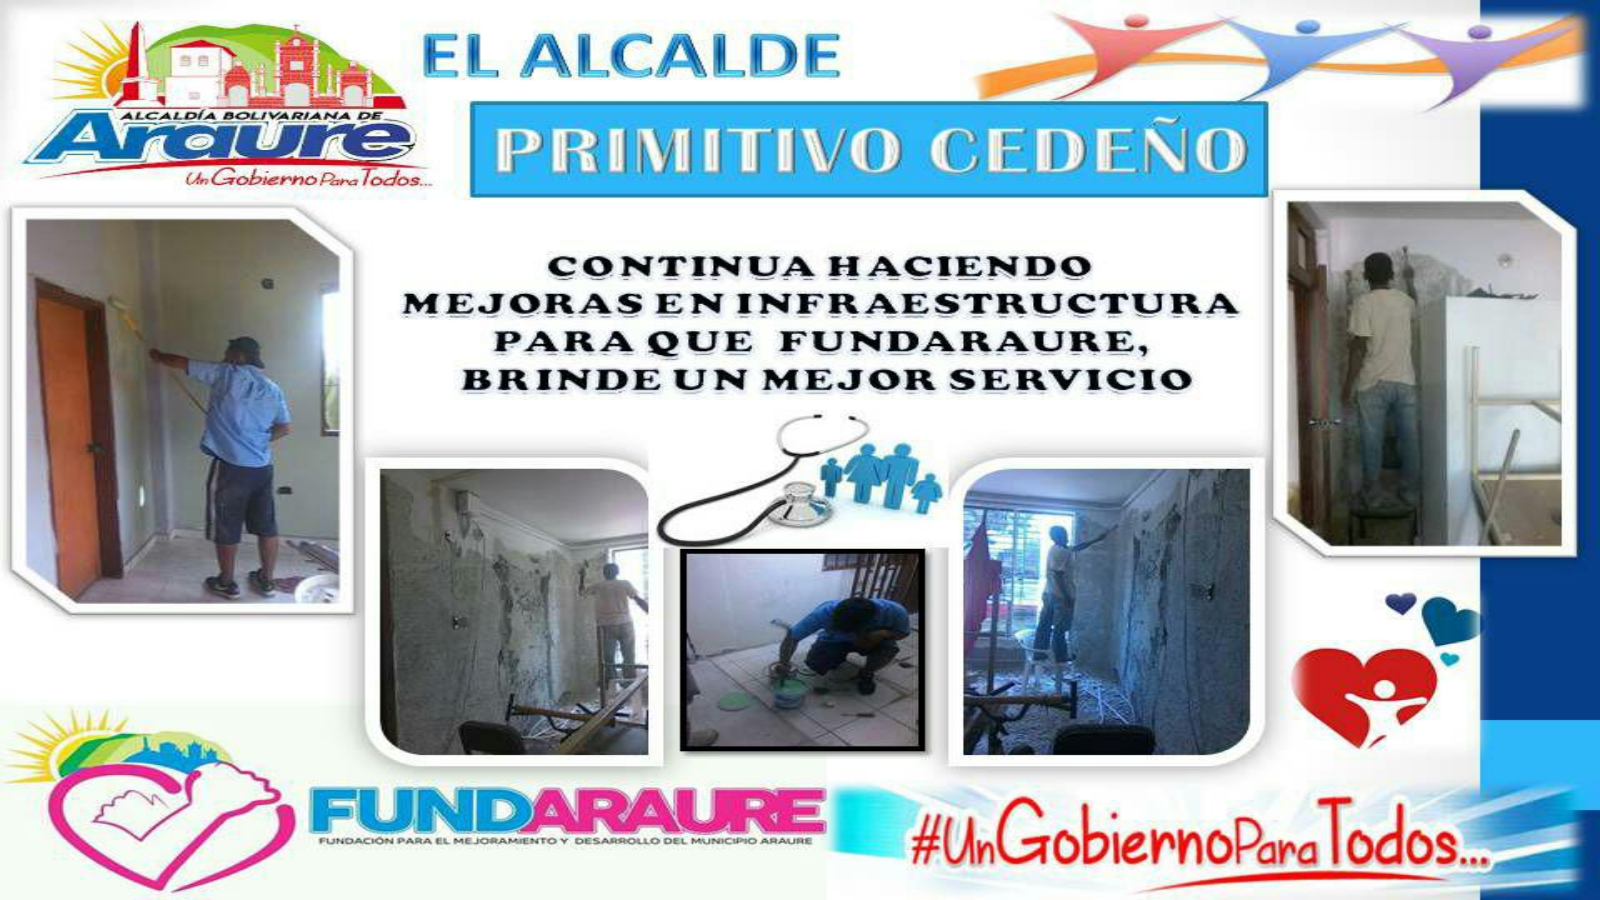 EL ALCALDE
ALCALDÍA BOLIVARIANA DE
Araure
Un Gobierno Para Todos...
PRIMITIVO CEDEÑO
CONTINUA HACIENDO
MEJORAS EN INFRAESTRUCTURA
PARA QUE FUNDARAURE,
BRINDE UN MEJOR SERVICIO
FUNDARAURE
FUNDACIÓN PARA EL MEJORAMIENTO Y DESARROLLO DEL MUNICIPIO ARAURE
#UnGobiernoParaTodos...